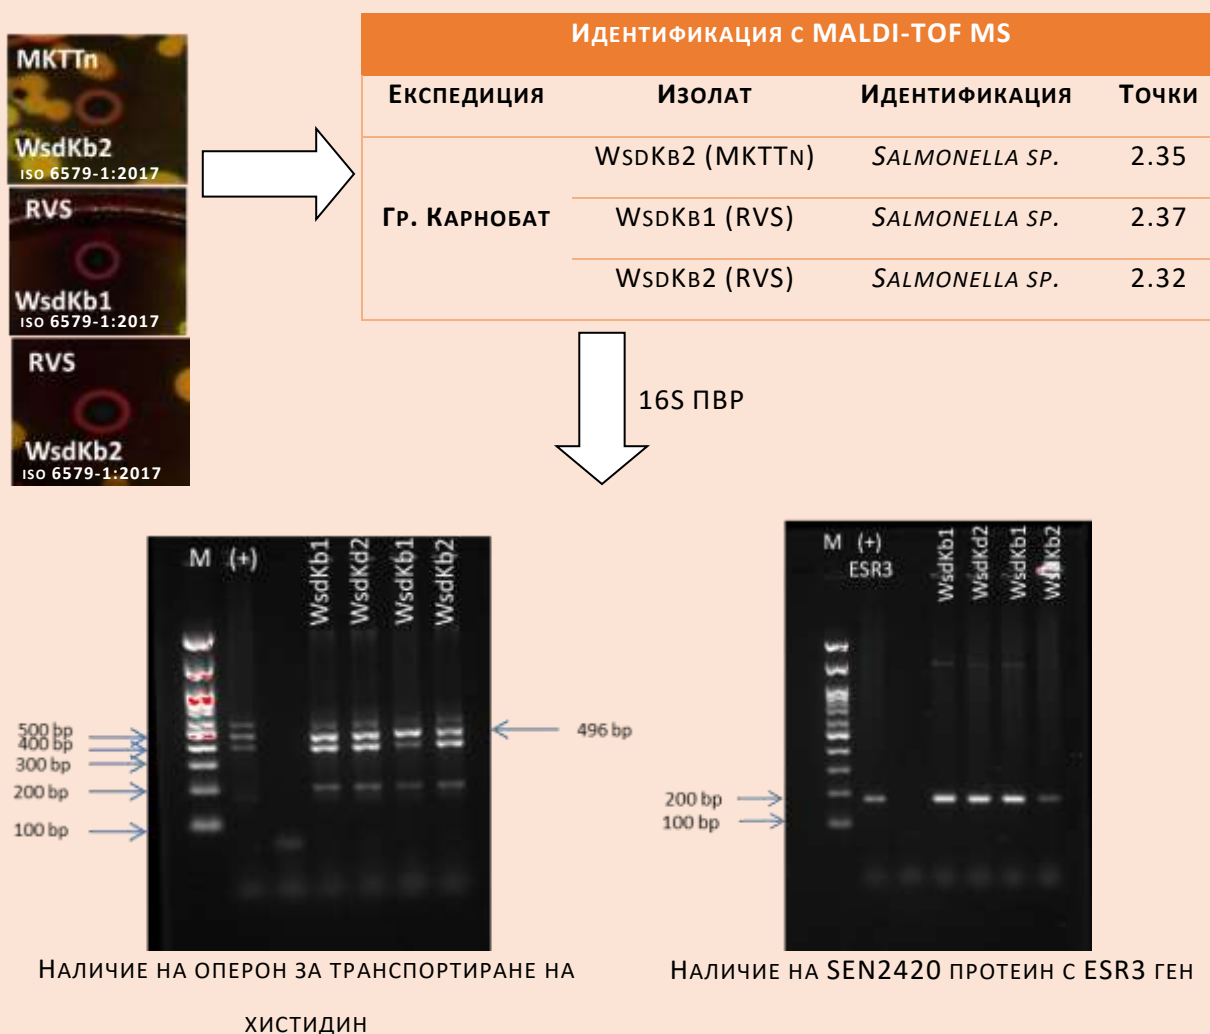 MKTTn
WsdKb2
ISO 6579-1:2017
RVS
WsdKb1
ISO 6579-1:2017
RVS
WsdKb2
ISO 6579-1:2017
ИДЕНТИФИКАЦИЯ С MALDI-TOF MS
ЕКСПЕДИЦИЯ ИЗОЛАТ ИДЕНТИФИКАЦИЯ ТОЧКИ
WSDKB2 (MKTTN) SALMONELLA SP. 2.35
ГР. КАРНОБАТ WSDKB1 (RVS) SALMONELLA SP. 2.37
WSDKB2 (RVS) SALMONELLA SP. 2.32
16S ПВР
M (+) WsdKb1 WsdKd2 WsdKb1 WsdKb2
500 bp
400 bp
300 bp
200 bp
100 bp
496 bp
НАЛИЧИЕ НА ОПЕРОН ЗА ТРАНСПОРТИРАНЕ НА
ХИСТИДИН
M (+) WsdKb1 WsdKd2 WsdKb1 WsdKb2
ESR3
200 bp
100 bp
НАЛИЧИЕ НА SEN2420 ПРОТЕИН С ESR3 ГЕН